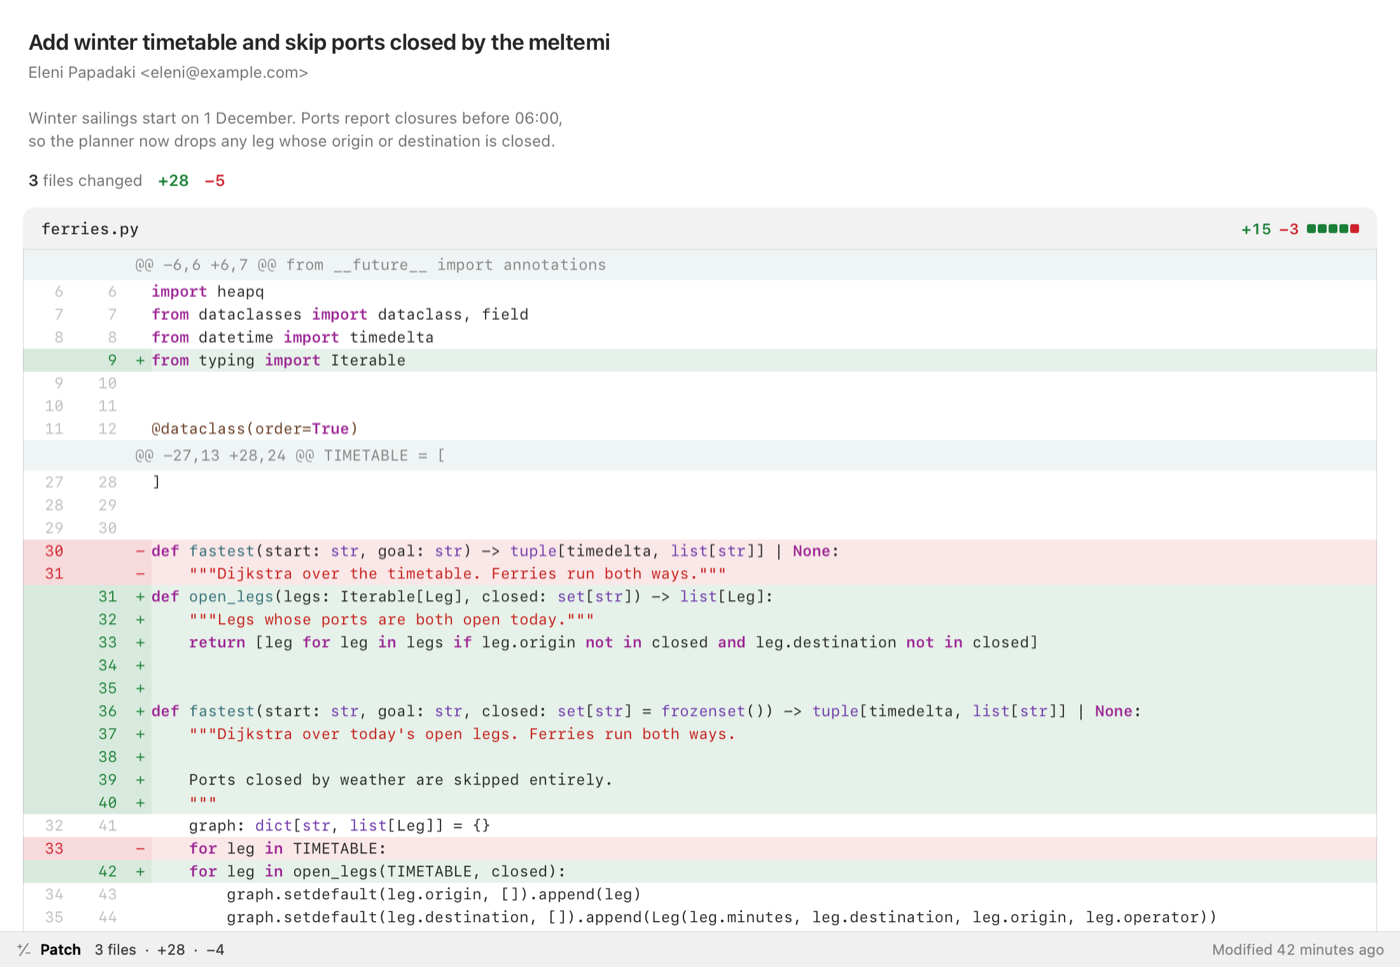 Add winter timetable and skip ports closed by the meltemi
Eleni Papadaki <eleni@example.com>
Winter sailings start on 1 December. Ports report closures before 06:00,
so the planner now drops any leg whose origin or destination is closed.
3 files changed +28 −5
ferries.py +15 −3
@@ −6,6 +6,7 @@ from __future__ import annotations
6 6 import heapq
7 7 from dataclasses import dataclass, field
8 8 from datetime import timedelta
9 + from typing import Iterable
9 10
10 11
11 12 @dataclass(order=True)
@@ −27,13 +28,24 @@ TIMETABLE = [
27 28 ]
28 29
29 30
30 − def fastest(start: str, goal: str) −> tuple[timedelta, list[str]] | None:
31 − """Dijkstra over the timetable. Ferries run both ways."""
31 + def open_legs(legs: Iterable[Leg], closed: set[str]) −> list[Leg]:
32 + """Legs whose ports are both open today."""
33 + return [leg for leg in legs if leg.origin not in closed and leg.destination not in closed]
34 +
35 +
36 + def fastest(start: str, goal: str, closed: set[str] = frozenset()) −> tuple[timedelta, list[str]] | None:
37 + """Dijkstra over today's open legs. Ferries run both ways.
38 +
39 + Ports closed by weather are skipped entirely.
40 + """
32 41 graph: dict[str, list[Leg]] = {}
33 − for leg in TIMETABLE:
42 + for leg in open_legs(TIMETABLE, closed):
34 43 graph.setdefault(leg.origin, []).append(leg)
35 44 graph.setdefault(leg.destination, []).append(Leg(leg.minutes, leg.destination, leg.origin, leg.operator))
+/− Patch 3 files · +28 · −4 Modified 42 minutes ago